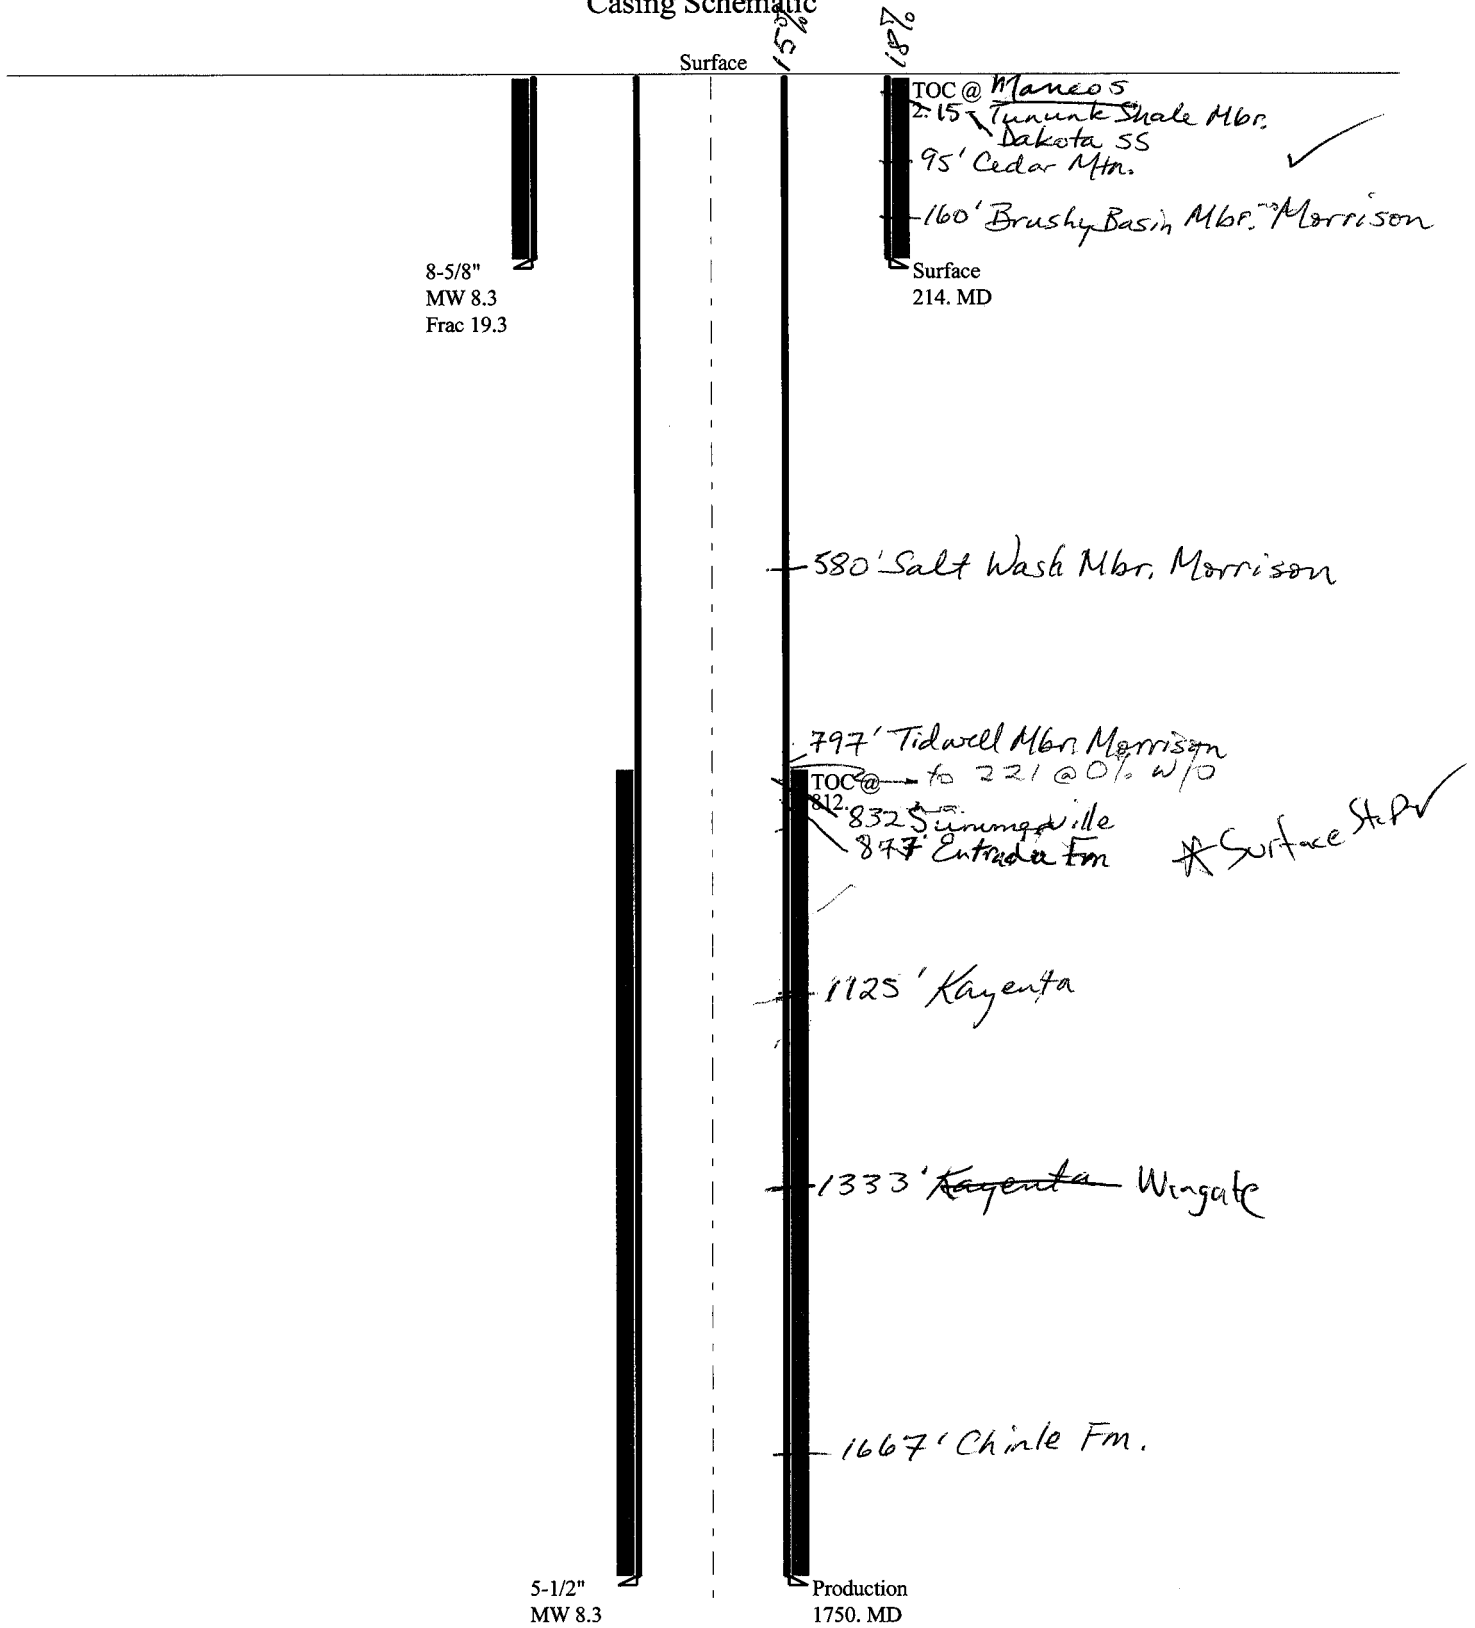 Casing Schematic
15%
18%
Surface
TOC @ Mancos
2. 15- Tununk Shale Mbr.
Dakota SS
95' Cedar Mtn.
160' Brushy Basin Mbr. Morrison
8-5/8"
MW 8.3
Frac 19.3
Surface
214. MD
580' Salt Wash Mbr. Morrison
797' Tidwell Mbr. Morrison
TOC @ to 221 @ 0% w/o
812.
832 Summerville
877' Entrada Fm
* Surface
1125' Kayenta
1333' Kayenta Wingate
1667' Chinle Fm.
5-1/2"
MW 8.3
Production
1750. MD